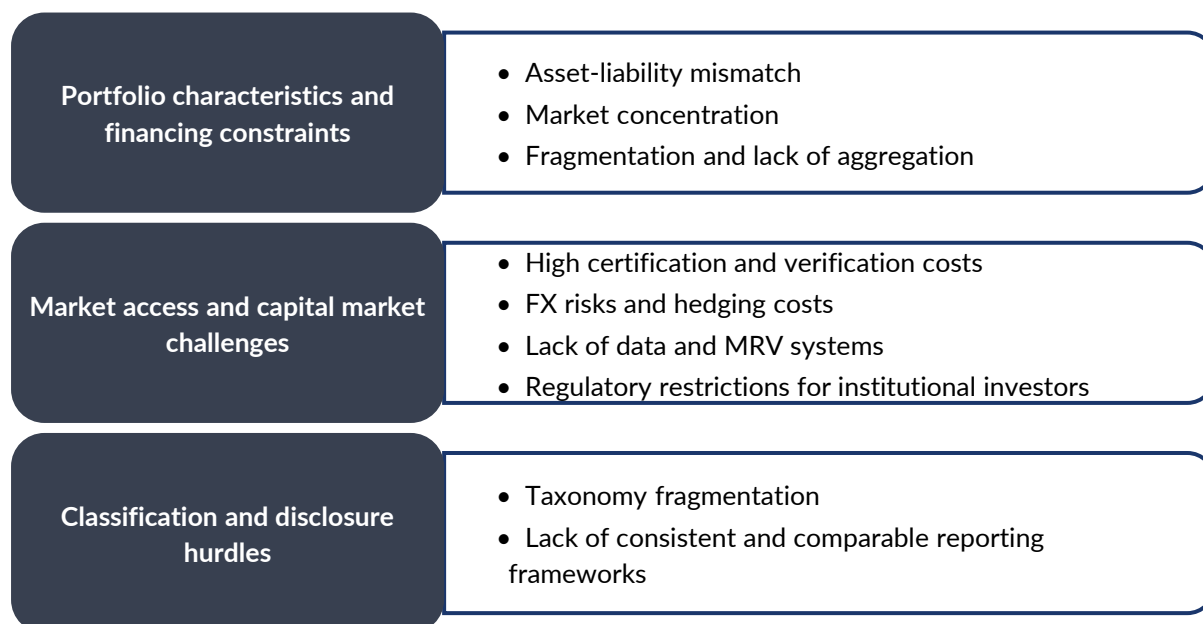 Portfolio characteristics and
financing constraints
• Asset-liability mismatch
• Market concentration
• Fragmentation and lack of aggregation
Market access and capital market
challenges
• High certification and verification costs
• FX risks and hedging costs
• Lack of data and MRV systems
• Regulatory restrictions for institutional investors
Classification and disclosure
hurdles
• Taxonomy fragmentation
• Lack of consistent and comparable reporting
frameworks